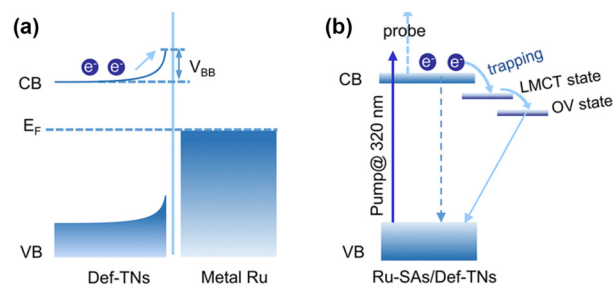 (a)
e⁻ e⁻
V_BB
CB
E_F
VB
Def-TNs
Metal Ru
(b)
probe
e⁻ e⁻
trapping
CB
LMCT state
OV state
Pump@ 320 nm
VB
Ru-SAs/Def-TNs